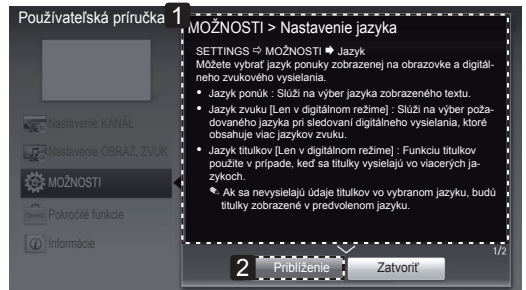 Používateľská príručka
1
MOŽNOSTI > Nastavenie jazyka
SETTINGS ⇨ MOŽNOSTI ➡ Jazyk
Môžete vybrať jazyk ponuky zobrazenej na obrazovke a digitál-
neho zvukového vysielania.
• Jazyk ponúk : Slúži na výber jazyka zobrazeného textu.
• Jazyk zvuku [Len v digitálnom režime] : Slúži na výber poža-
dovaného jazyka pri sledovaní digitálneho vysielania, ktoré
obsahuje viac jazykov zvuku.
• Jazyk titulkov [Len v digitálnom režime] : Funkciu titulkov
použite v prípade, keď sa titulky vysielajú vo viacerých ja-
zykoch.
Ak sa nevysielajú údaje titulkov vo vybranom jazyku, budú
titulky zobrazené v predvolenom jazyku.
Nastavenie KANÁL
Nastavenie OBRAZ, ZVUK
MOŽNOSTI
Pokročilé funkcie
Informácie
1/2
2
Priblíženie
Zatvoriť